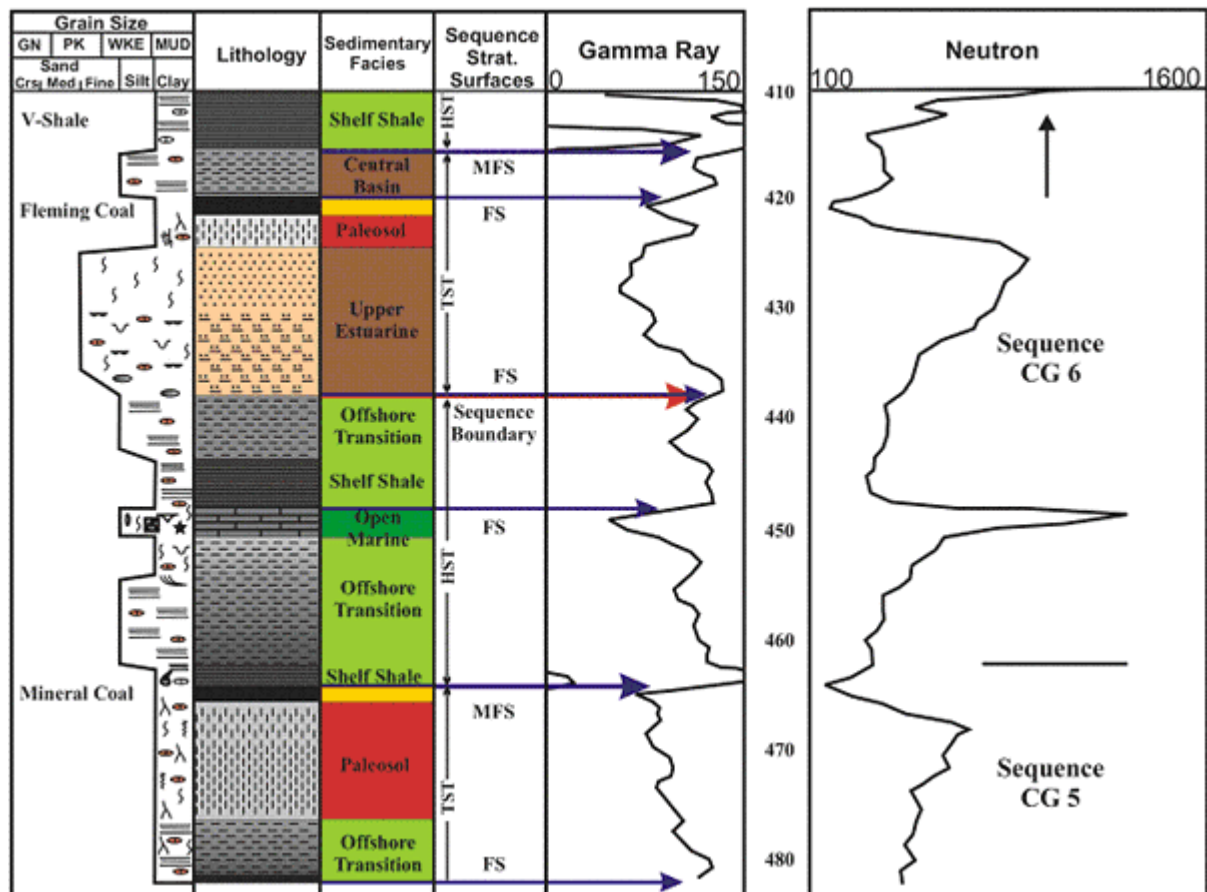 Grain Size
GN PK WKE MUD
Sand
Crs Med Fine Silt Clay
Lithology
Sedimentary
Facies
Sequence
Strat.
Surfaces
Gamma Ray
0 150
Neutron
100 1600
V-Shale
Fleming Coal
Mineral Coal
Shelf Shale
Central
Basin
Paleosol
Upper
Estuarine
Offshore
Transition
Shelf Shale
Open
Marine
Offshore
Transition
Shelf Shale
Paleosol
Offshore
Transition
HST
MFS
FS
TST
FS
Sequence
Boundary
FS
HST
MFS
TST
FS
410
420
430
440
450
460
470
480
Sequence
CG 6
Sequence
CG 5